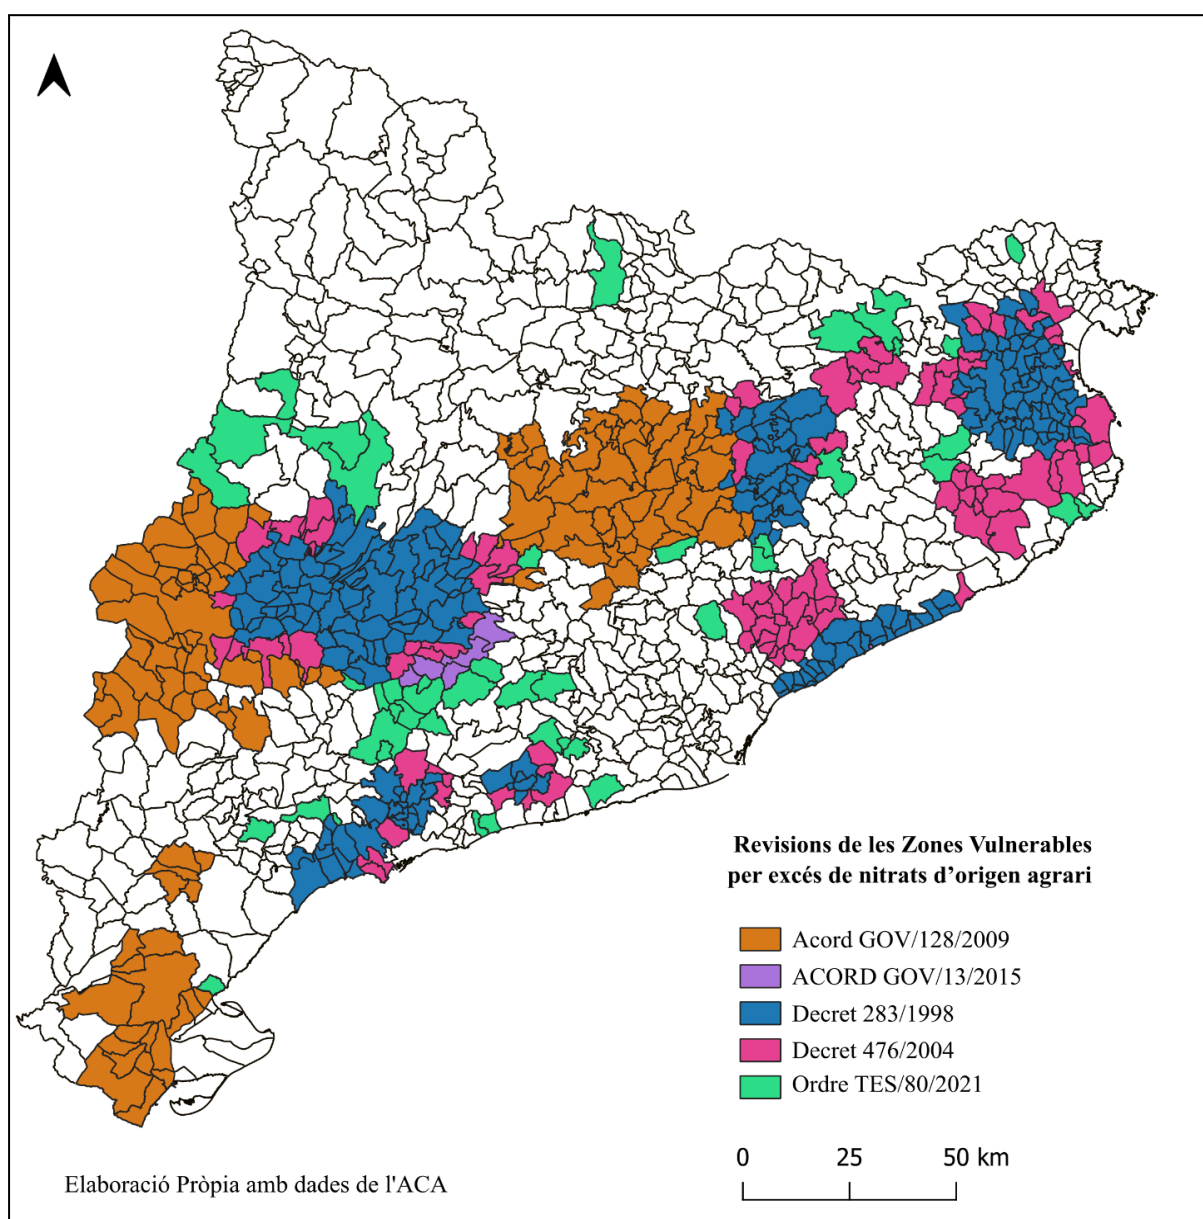 Revisions de les Zones Vulnerables
per excés de nitrats d’origen agrari
Acord GOV/128/2009
ACORD GOV/13/2015
Decret 283/1998
Decret 476/2004
Ordre TES/80/2021
0 25 50 km
Elaboració Pròpia amb dades de l'ACA